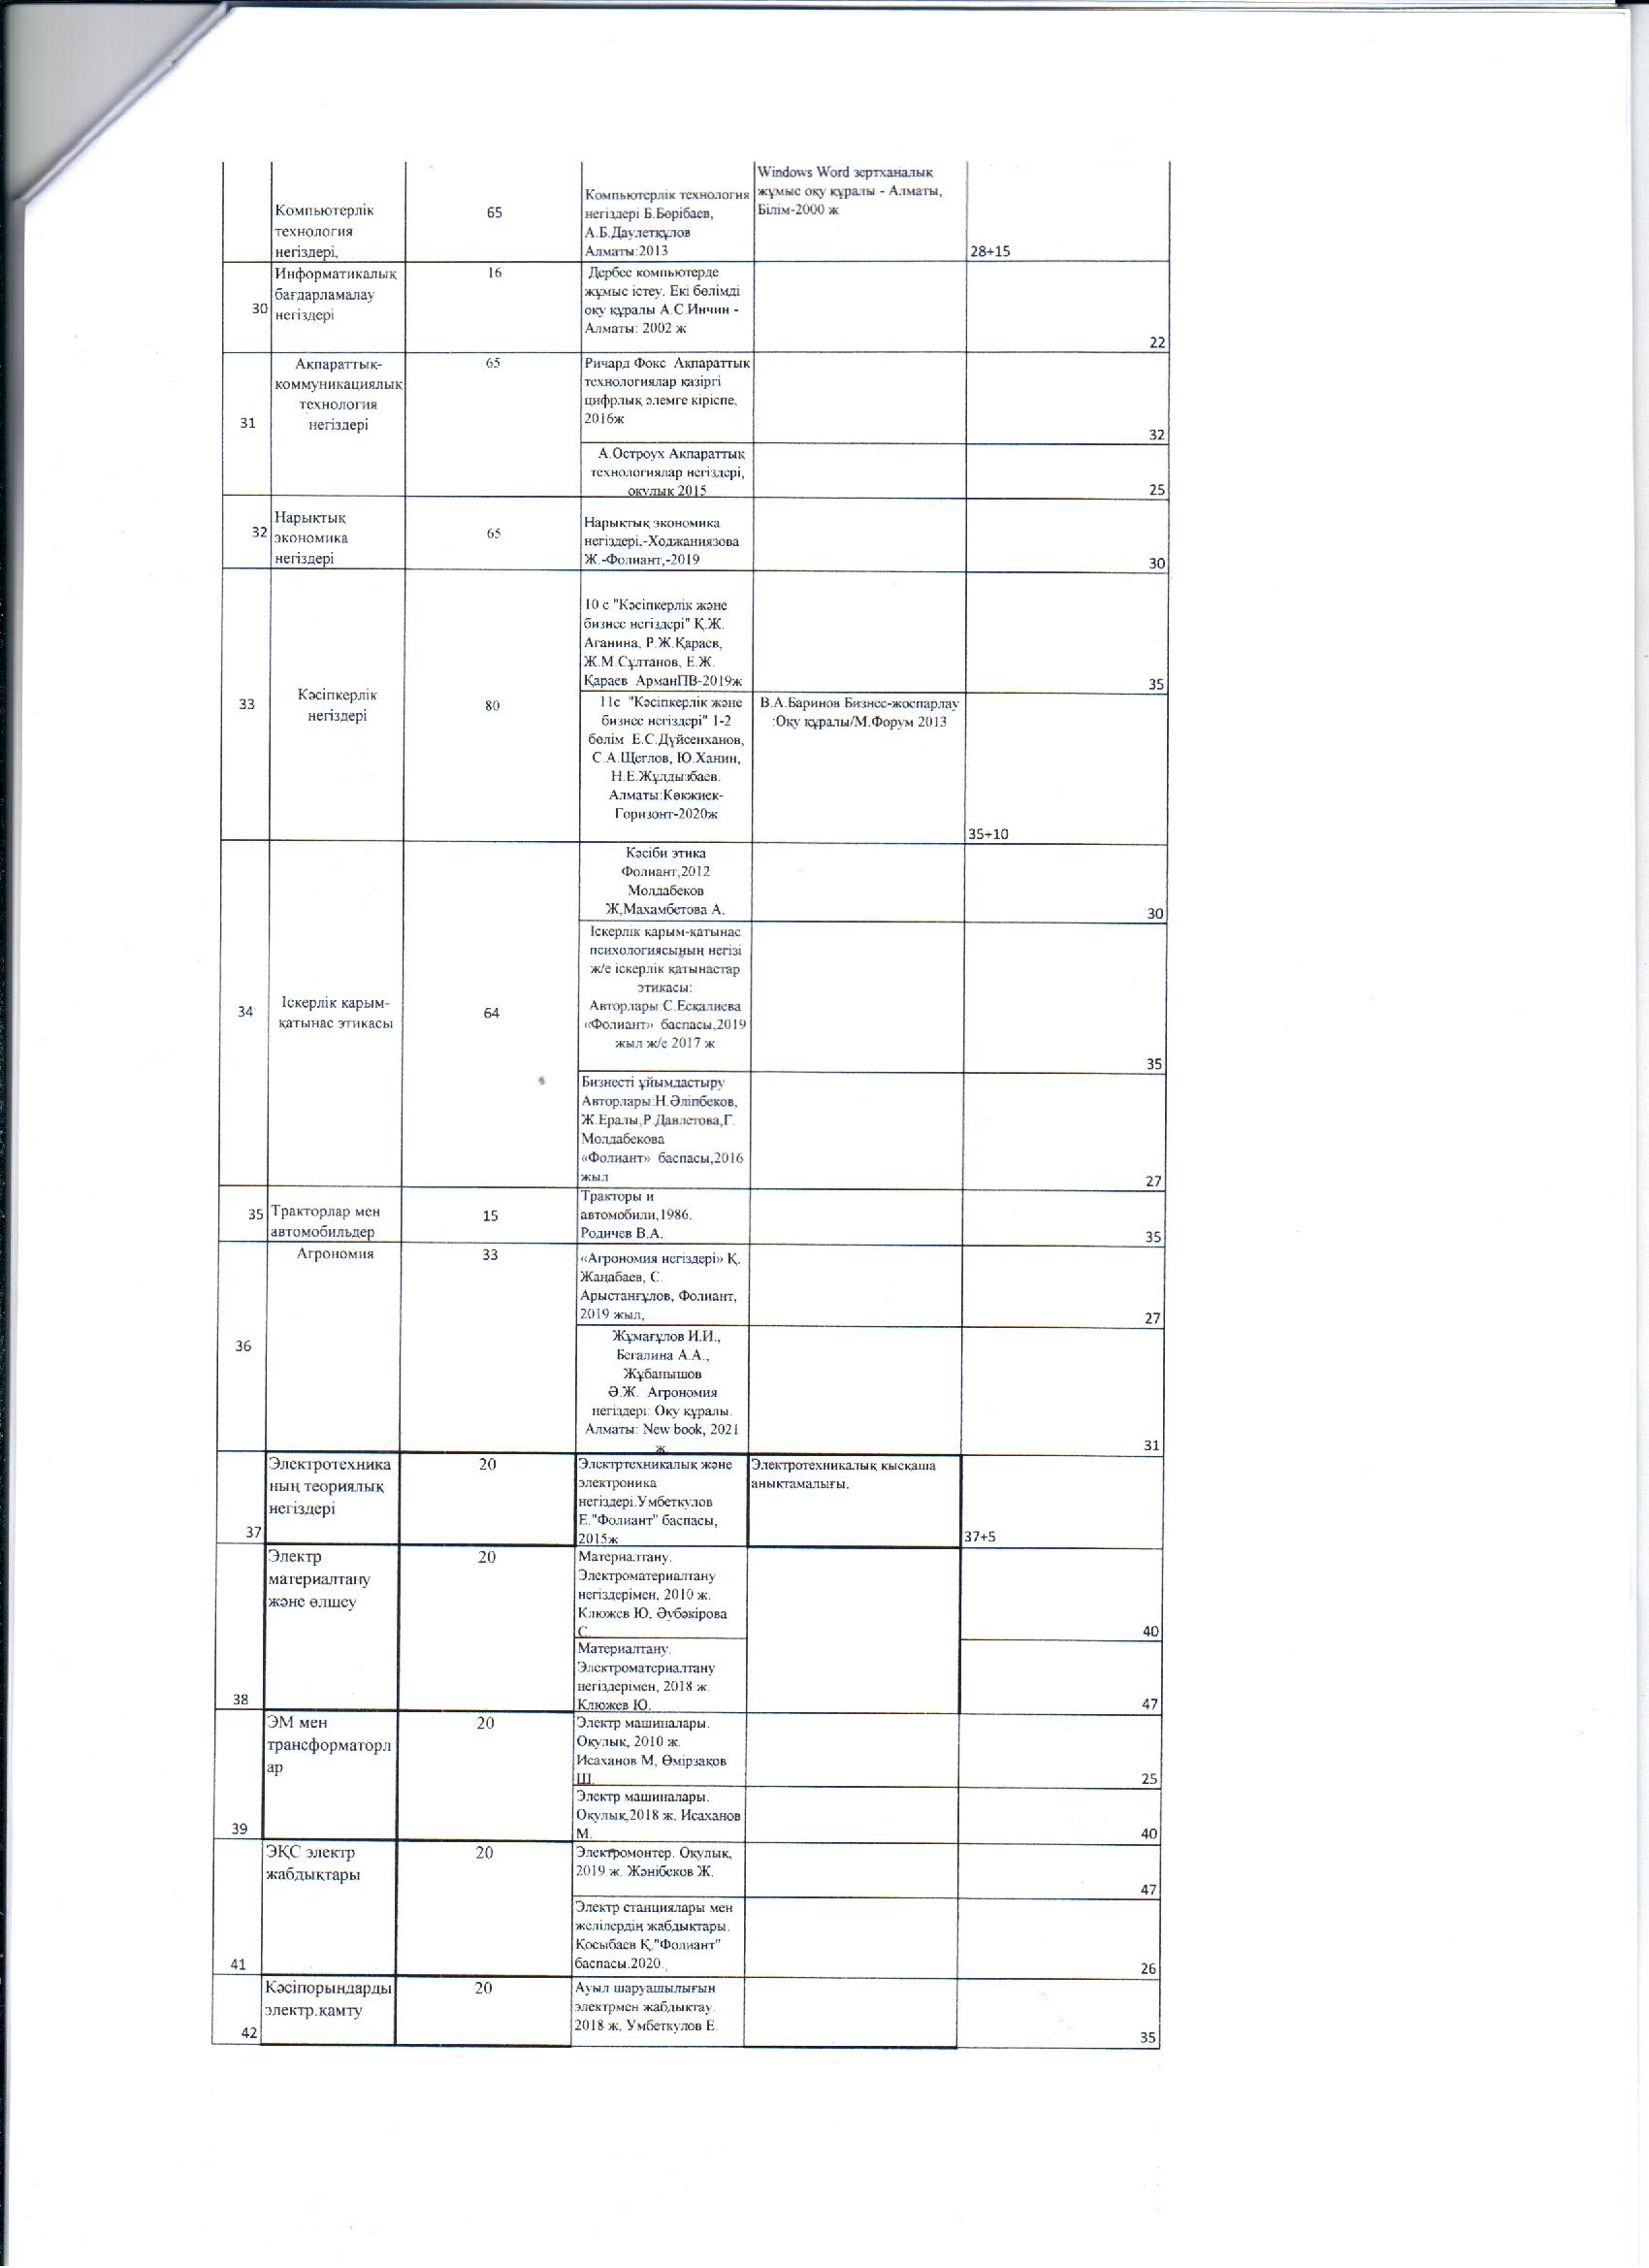 Компьютерлік
технология
негіздері,
65
Компьютерлік технология
негіздері Б.Бөрібаев,
А.Б.Даулетқұлов
Алматы:2013
Windows Word зертханалық
жұмыс оқу құралы - Алматы,
Білім-2000 ж
28+15
30
Информатикалық
бағдарламалау
негіздері
16
Дербес компьютерде
жұмыс істеу. Екі бөлімді
оқу құралы А.С.Инчин -
Алматы: 2002 ж
22
31
Ақпараттық-
коммуникациялық
технология
негіздері
65
Ричард Фокс Ақпараттық
технологиялар қазіргі
цифрлық әлемге кіріспе,
2016ж
32
А.Остроух Ақпараттық
технологиялар негіздері,
оқулық 2015
25
32
Нарықтық
экономика
негіздері
65
Нарықтық экономика
негіздері,-Ходжаниязова
Ж.-Фолиант,-2019
30
33
Кәсіпкерлік
негіздері
80
10 с "Кәсіпкерлік және
бизнес негіздері" Қ.Ж.
Аганина, Р.Ж.Қараев,
Ж.М.Сұлтанов, Е.Ж.
Қараев АрманПВ-2019ж
35
11с "Кәсіпкерлік және
бизнес негіздері" 1-2
бөлім Е.С.Дүйсенханов,
С.А.Щеглов, Ю.Ханин,
Н.Е.Жұлдызбаев.
Алматы:Көкжиек-
Горизонт-2020ж
В.А.Баринов Бизнес-жоспарлау
:Оқу құралы/М.Форум 2013
35+10
34
Іскерлік қарым-
қатынас этикасы
64
Кәсіби этика
Фолиант,2012
Молдабеков
Ж,Махамбетова А.
30
Іскерлік қарым-қатынас
психологиясының негізі
ж/е іскерлік қатынастар
этикасы:
Авторлары:С.Есқалиева
«Фолиант» баспасы,2019
жыл ж/е 2017 ж
35
Бизнесті ұйымдастыру
Авторлары:Н.Әліпбеков,
Ж.Ералы,Р.Давлетова,Г.
Молдабекова
«Фолиант» баспасы,2016
жыл
27
35
Тракторлар мен
автомобильдер
15
Тракторы и
автомобили,1986.
Родичев В.А.
35
36
Агрономия
33
«Агрономия негіздері» Қ.
Жаңабаев, С.
Арыстанғұлов, Фолиант,
2019 жыл,
27
Жұмағұлов И.И.,
Бегалина А.А.,
Жұбанышов
Ә.Ж. Агрономия
негіздері: Оқу құралы.
Алматы: New book, 2021
ж.
31
37
Электротехника
ның теориялық
негіздері
20
Электртехникалық және
электроника
негіздері.Умбеткулов
Е."Фолиант" баспасы,
2015ж
Электротехникалық қысқаша
анықтамалығы.
37+5
38
Электр
материалтану
және өлшеу
20
Материалтану.
Электроматериалтану
негіздерімен, 2010 ж.
Клюжев Ю, Әубәкірова
С.
40
Материалтану.
Электроматериалтану
негіздерімен, 2018 ж.
Клюжев Ю.
47
39
ЭМ мен
трансформаторл
ар
20
Электр машиналары.
Оқулық, 2010 ж.
Исаханов М, Өмірзақов
Ш.
25
Электр машиналары.
Оқулық,2018 ж. Исаханов
М.
40
41
ЭҚС электр
жабдықтары
20
Электромонтер. Оқулық,
2019 ж. Жәнібеков Ж.
47
Электр станциялары мен
желілердің жабдықтары.
Қосыбаев Қ."Фолиант"
баспасы.2020.
26
42
Кәсіпорындарды
электр.қамту
20
Ауыл шаруашылығын
электрмен жабдықтау.
2018 ж, Умбеткулов Е.
35